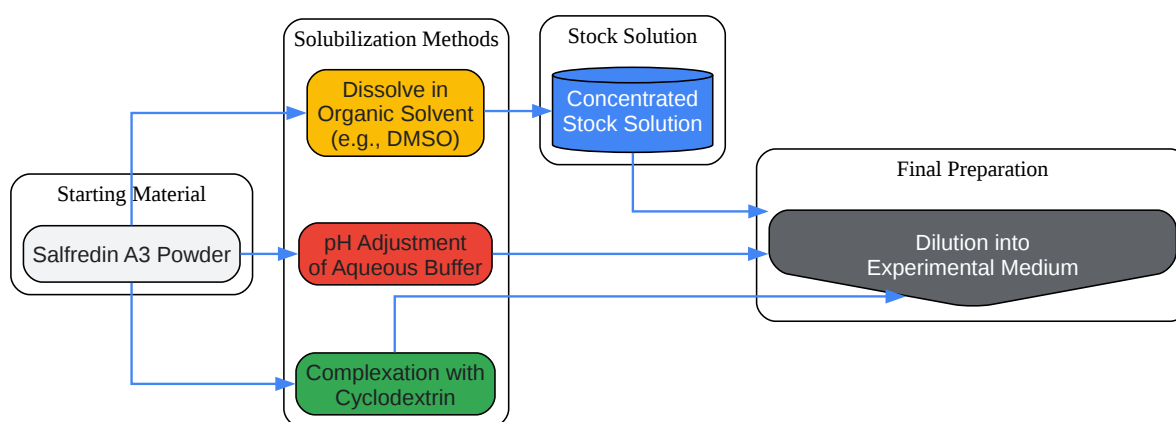 Starting Material
Salfredin A3 Powder
Solubilization Methods
Dissolve in
Organic Solvent
(e.g., DMSO)
pH Adjustment
of Aqueous Buffer
Complexation with
Cyclodextrin
Stock Solution
Concentrated
Stock Solution
Final Preparation
Dilution into
Experimental Medium